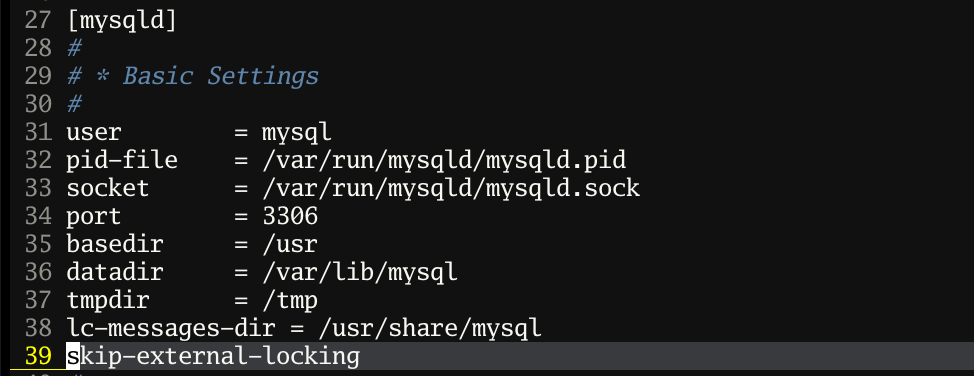 27 [mysqld]
28 #
29 # * Basic Settings
30 #
31 user        = mysql
32 pid-file    = /var/run/mysqld/mysqld.pid
33 socket      = /var/run/mysqld/mysqld.sock
34 port        = 3306
35 basedir     = /usr
36 datadir     = /var/lib/mysql
37 tmpdir      = /tmp
38 lc-messages-dir = /usr/share/mysql
39 skip-external-locking